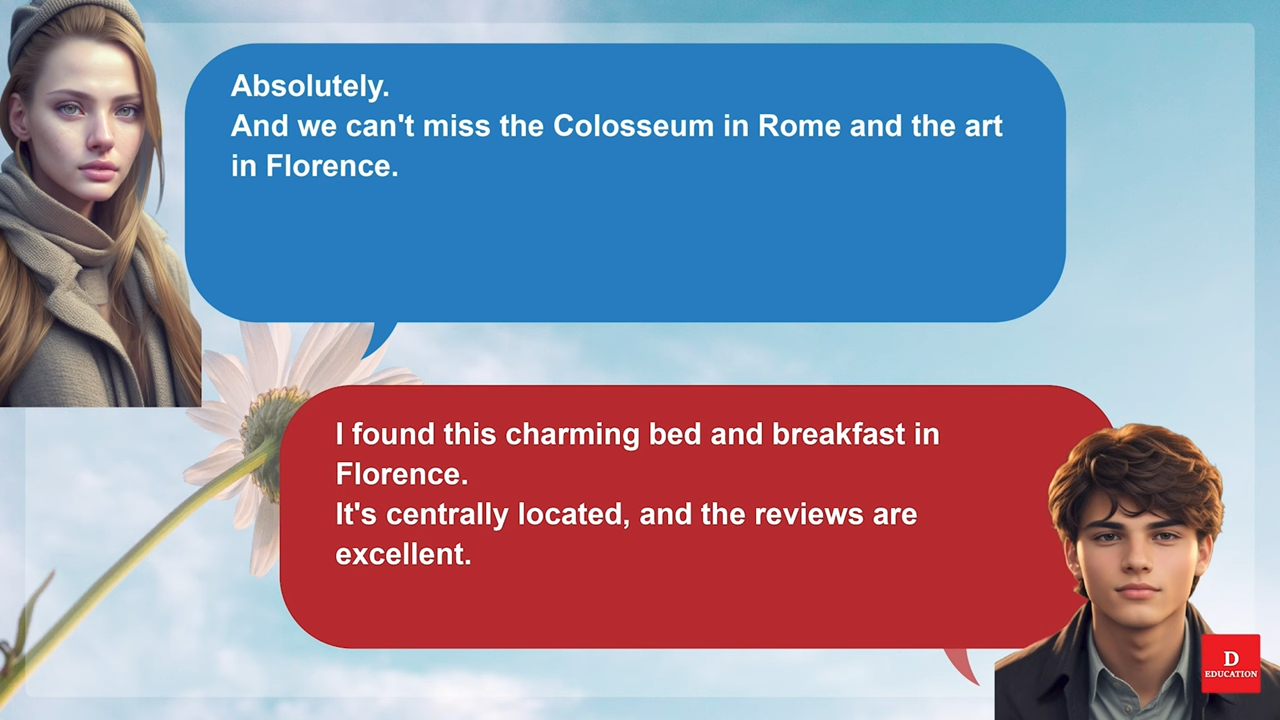 Absolutely.
And we can't miss the Colosseum in Rome and the art
in Florence.
I found this charming bed and breakfast in
Florence.
It's centrally located, and the reviews are
excellent.
D
EDUCATION